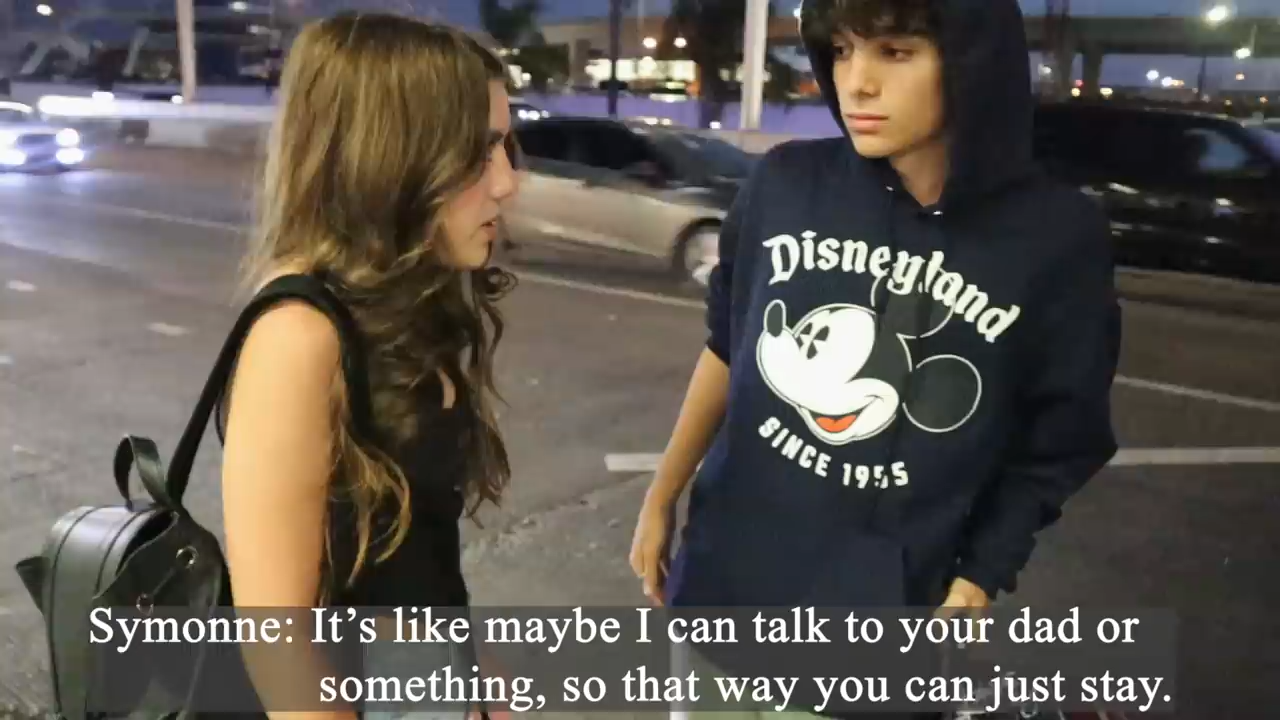 Disneyland
SINCE 1955
Symonne: It’s like maybe I can talk to your dad or
something, so that way you can just stay.